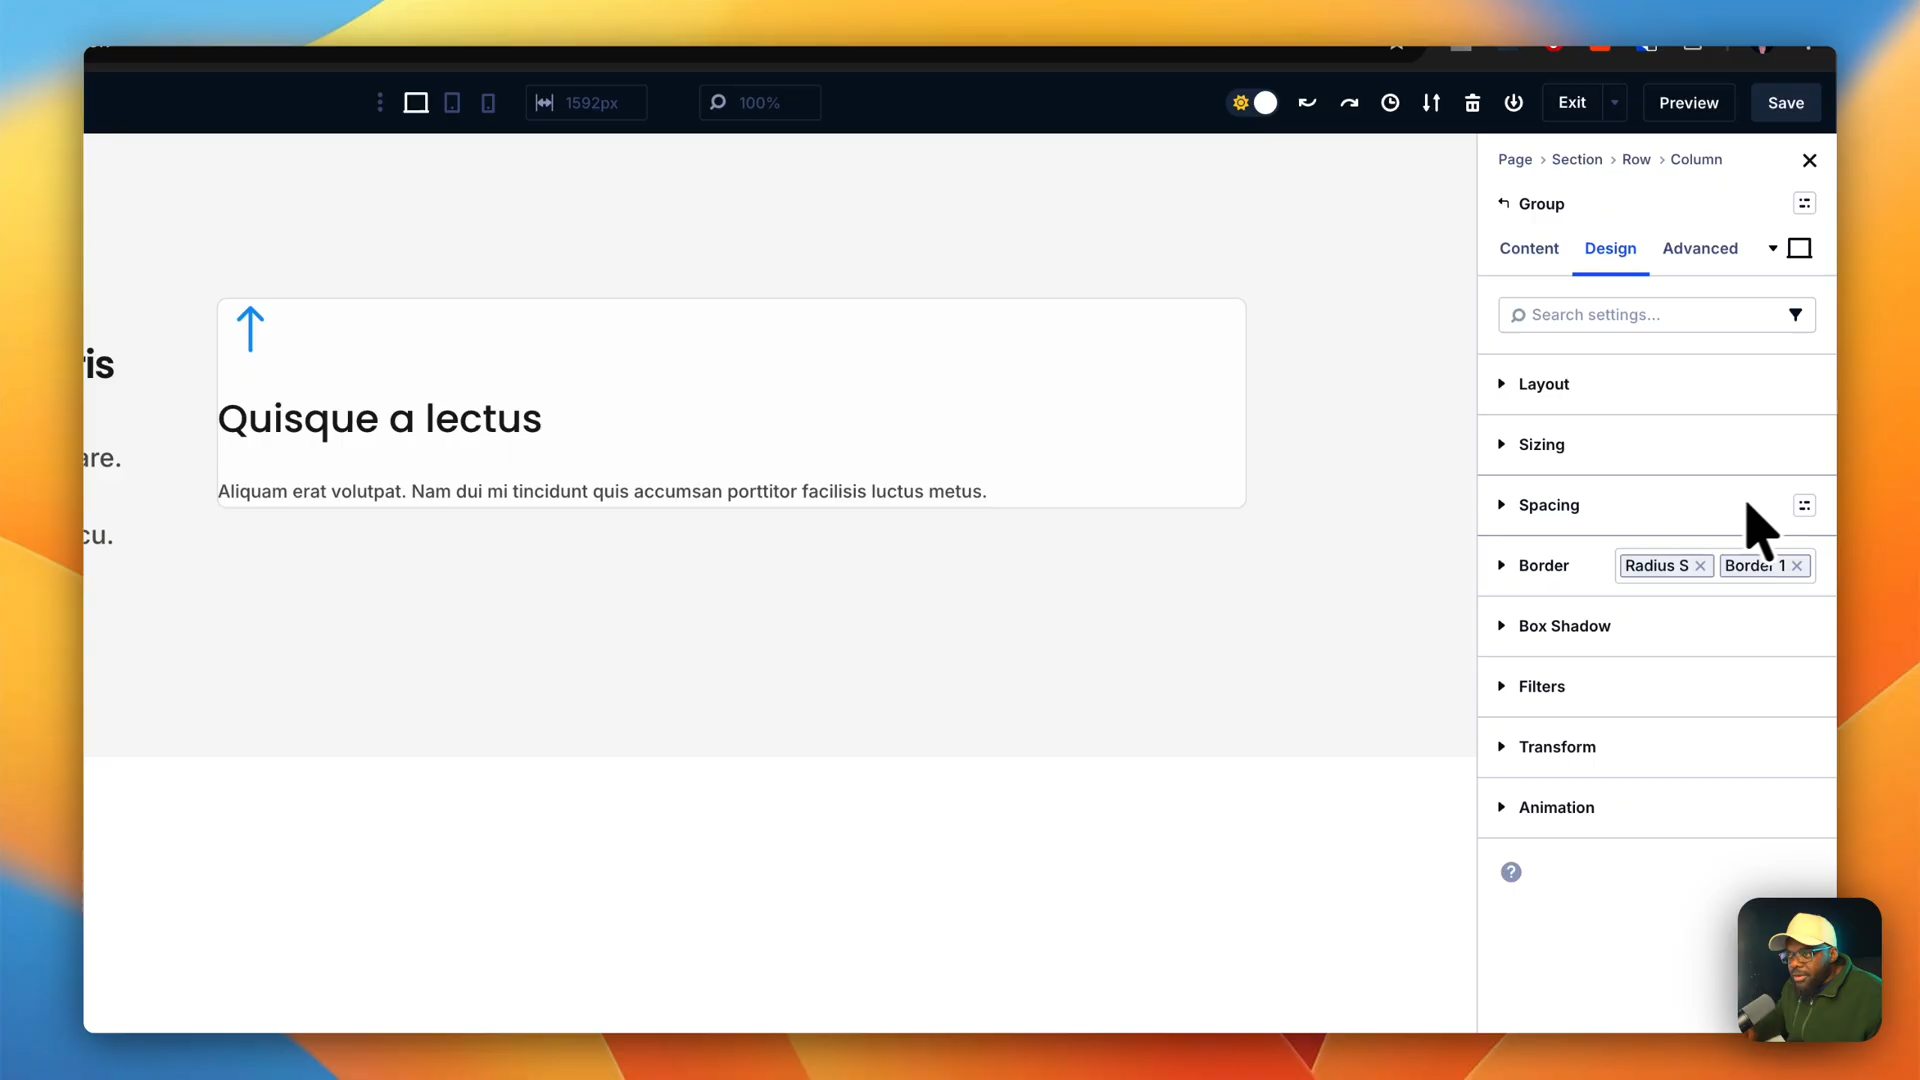 1592px
100%
Exit
Preview
Save
Page > Section > Row > Column
Group
Content
Design
Advanced
Search settings...
Layout
Sizing
Spacing
Border
Radius S
Border 1
Box Shadow
Filters
Transform
Animation
?
ris
are.
cu.
Quisque a lectus
Aliquam erat volutpat. Nam dui mi tincidunt quis accumsan porttitor facilisis luctus metus.